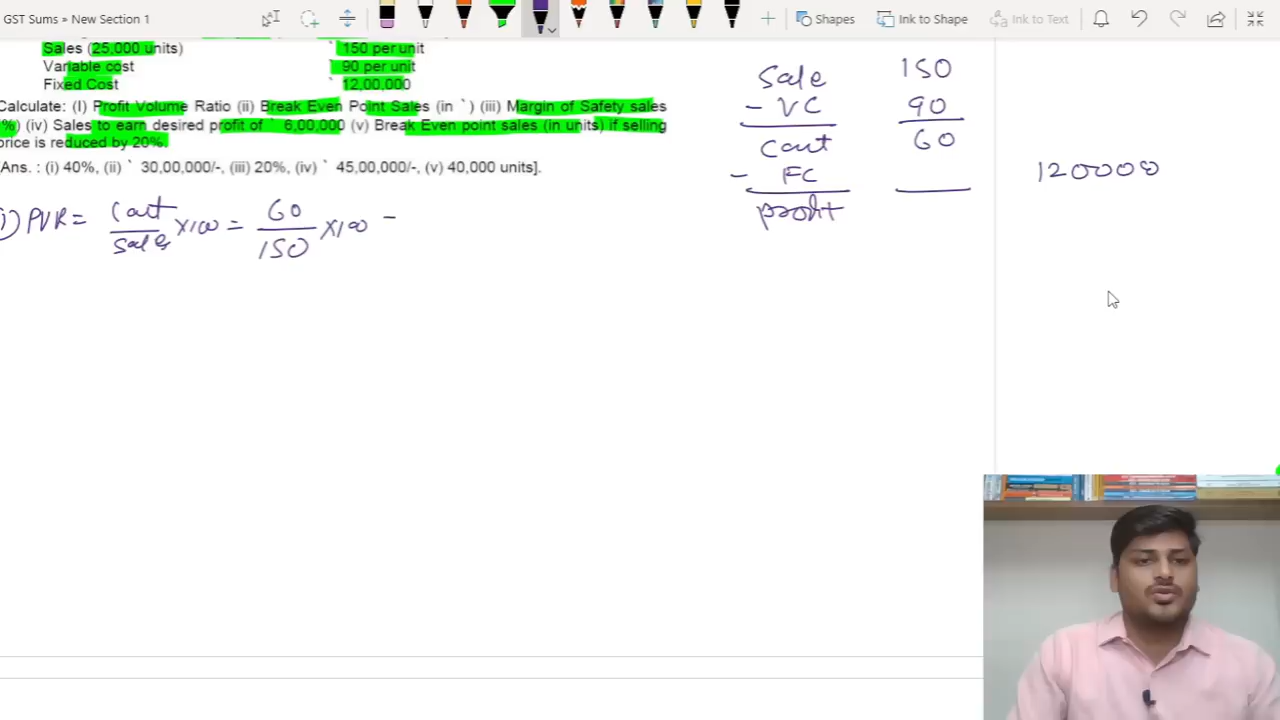 GST Sums » New Section 1
Shapes
Ink to Shape
Ink to Text
Sales (25,000 units) ` 150 per unit
Variable cost ` 90 per unit
Fixed Cost ` 12,00,000
Calculate: (I) Profit Volume Ratio (ii) Break Even Point Sales (in `) (iii) Margin of Safety sales
%) (iv) Sales to earn desired profit of ` 6,00,000 (v) Break Even point sales (in units) if selling
price is reduced by 20%.
[Ans. : (i) 40%, (ii) ` 30,00,000/-, (iii) 20%, (iv) ` 45,00,000/-, (v) 40,000 units].
i) PVR = Cont/Sales ×100 = 60/150 ×100 =
Sale 150
- VC 90
Cont 60
- FC 120000
profit